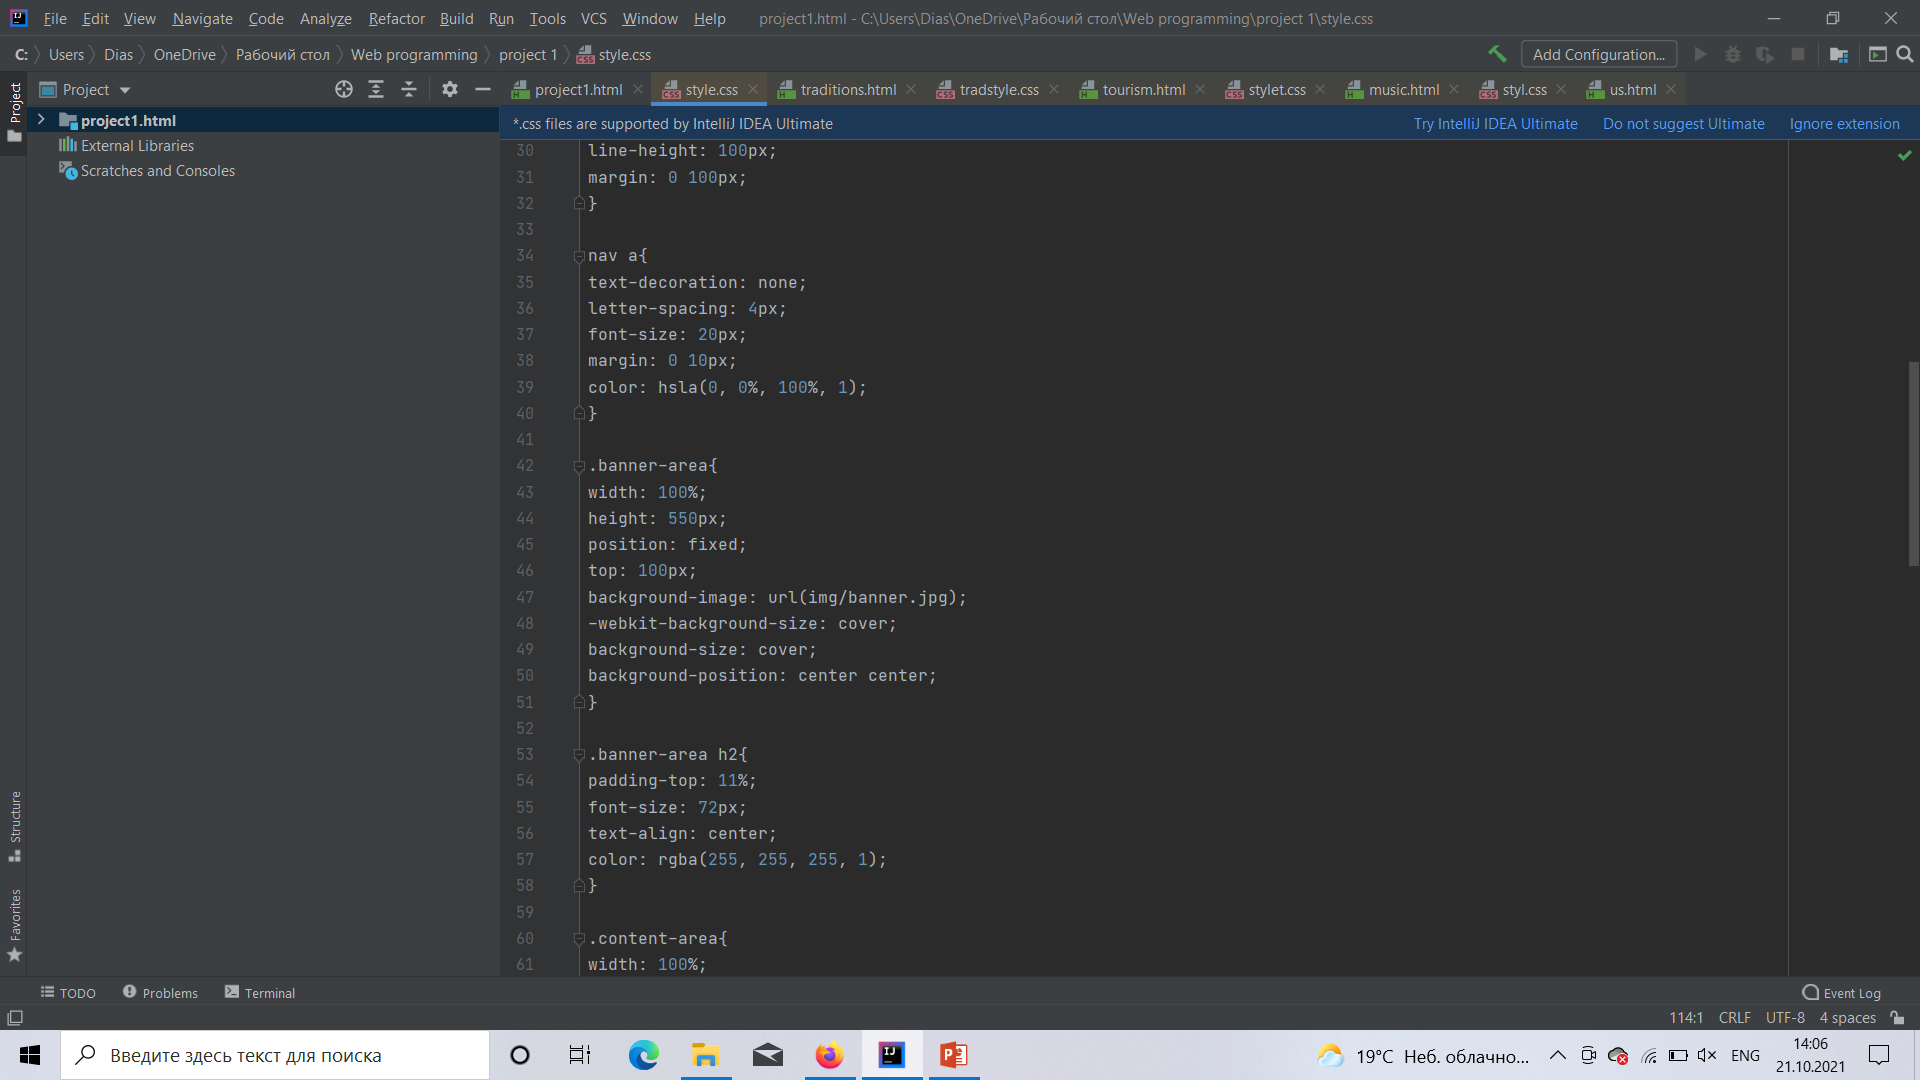 File Edit View Navigate Code Analyze Refactor Build Run Tools VCS Window Help project1.html - C:\Users\Dias\OneDrive\Рабочий стол\Web programming\project 1\style.css
C: Users Dias OneDrive Рабочий стол Web programming project 1 style.css Add Configuration...
Project
Project project1.html style.css traditions.html tradstyle.css tourism.html stylet.css music.html styl.css us.html
project1.html
External Libraries
Scratches and Consoles
*.css files are supported by IntelliJ IDEA Ultimate Try IntelliJ IDEA Ultimate Do not suggest Ultimate Ignore extension
30 line-height: 100px;
31 margin: 0 100px;
32 }
33
34 nav a{
35 text-decoration: none;
36 letter-spacing: 4px;
37 font-size: 20px;
38 margin: 0 10px;
39 color: hsla(0, 0%, 100%, 1);
40 }
41
42 .banner-area{
43 width: 100%;
44 height: 550px;
45 position: fixed;
46 top: 100px;
47 background-image: url(img/banner.jpg);
48 -webkit-background-size: cover;
49 background-size: cover;
50 background-position: center center;
51 }
52
53 .banner-area h2{
54 padding-top: 11%;
55 font-size: 72px;
56 text-align: center;
57 color: rgba(255, 255, 255, 1);
58 }
59
60 .content-area{
61 width: 100%;
Structure
Favorites
TODO Problems Terminal Event Log
114:1 CRLF UTF-8 4 spaces
Введите здесь текст для поиска 19°C Неб. облачно... ENG 14:06
21.10.2021